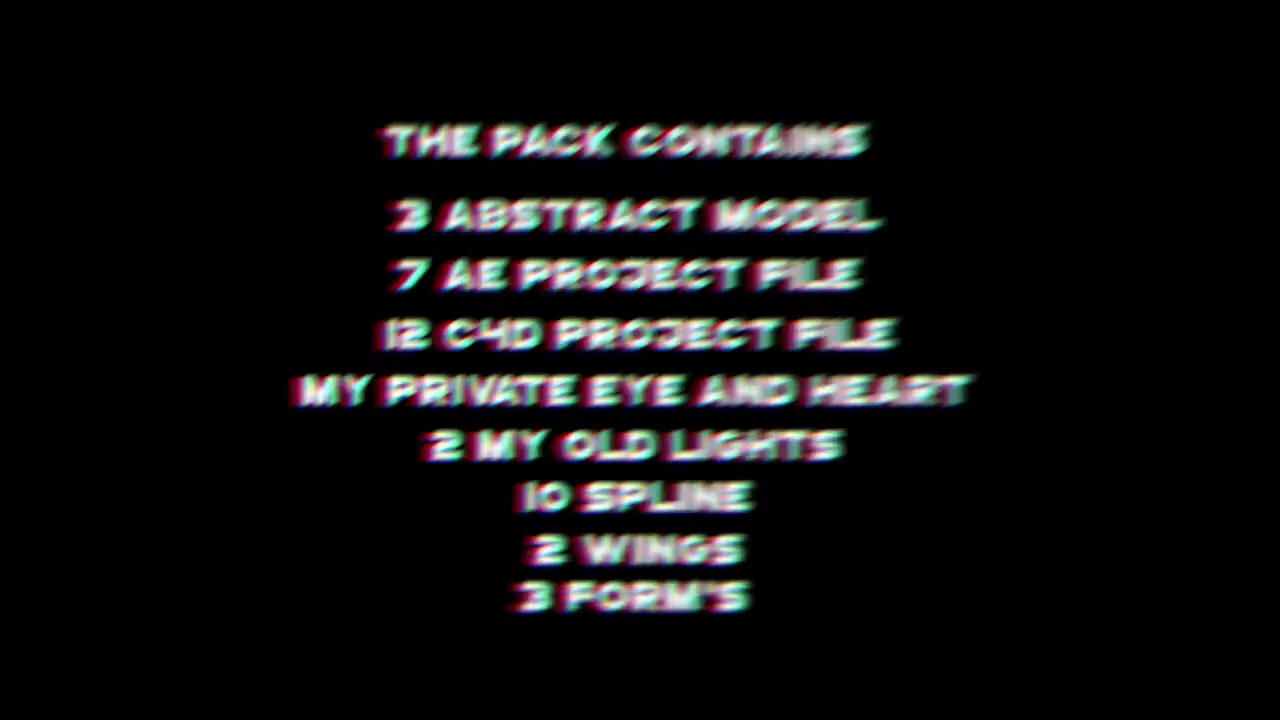 THE PACK CONTAINS
3 ABSTRACT MODEL
7 AE PROJECT FILE
12 C4D PROJECT FILE
MY PRIVATE EYE AND HEART
2 MY OLD LIGHTS
10 SPLINE
2 WINGS
3 FORM'S